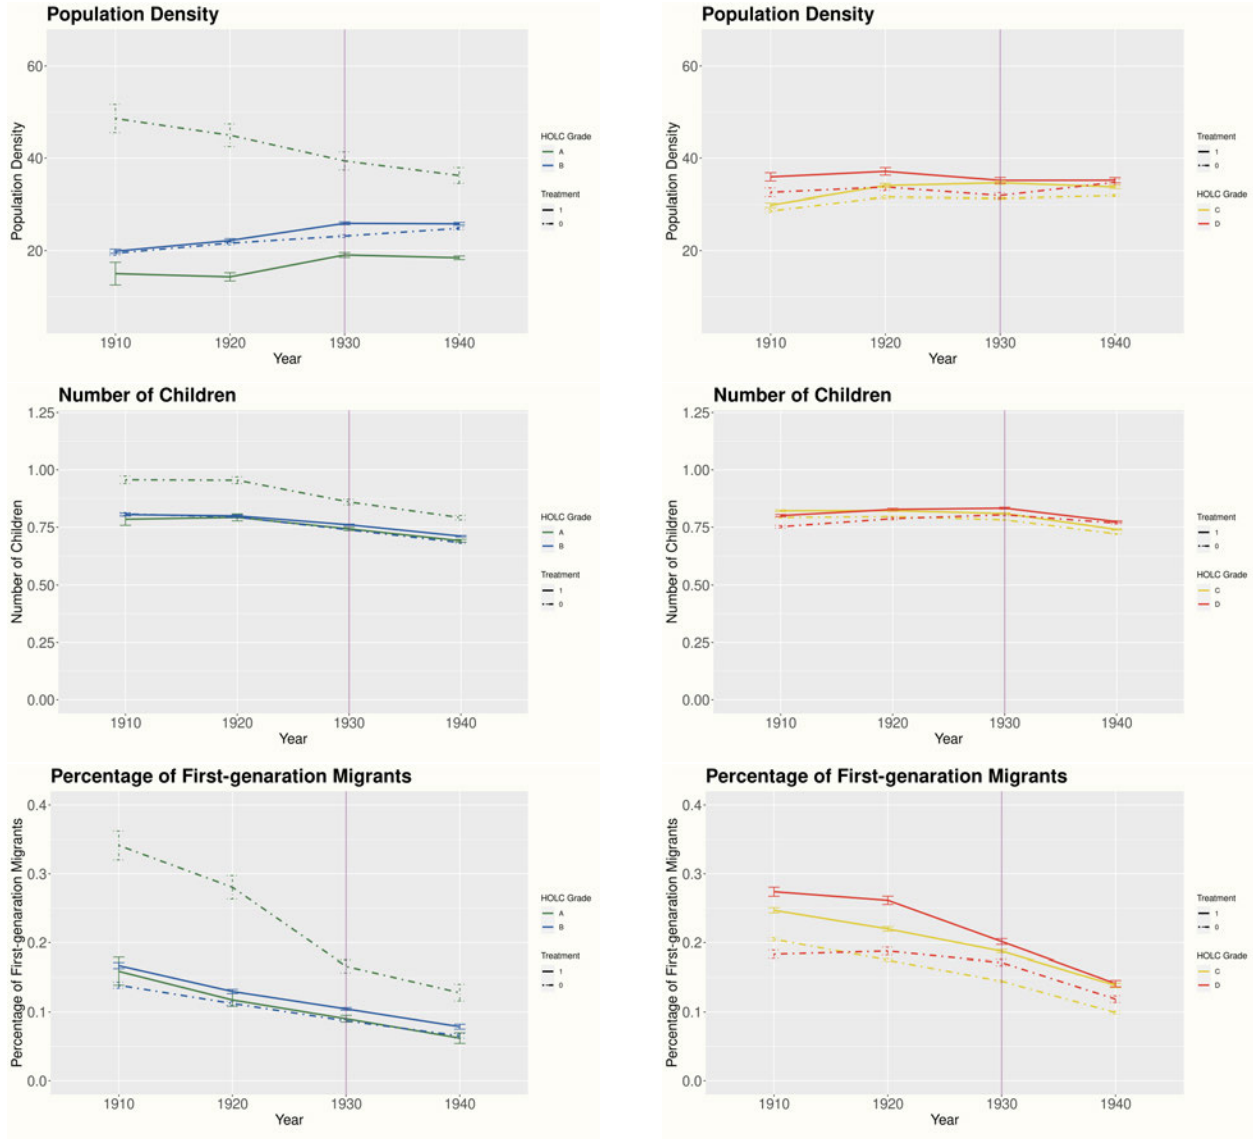 Population Density
60
40
20
Population Density
1910 1920 1930 1940
Year
HOLC Grade
A
B
Treatment
1
0
Population Density
60
40
20
Population Density
1910 1920 1930 1940
Year
Treatment
1
0
HOLC Grade
C
D
Number of Children
1.25
1.00
0.75
0.50
0.25
0.00
Number of Children
1910 1920 1930 1940
Year
HOLC Grade
A
B
Treatment
1
0
Number of Children
1.25
1.00
0.75
0.50
0.25
0.00
Number of Children
1910 1920 1930 1940
Year
Treatment
1
0
HOLC Grade
C
D
Percentage of First-genaration Migrants
0.4
0.3
0.2
0.1
0.0
Percentage of First-genaration Migrants
1910 1920 1930 1940
Year
HOLC Grade
A
B
Treatment
1
0
Percentage of First-genaration Migrants
0.4
0.3
0.2
0.1
0.0
Percentage of First-genaration Migrants
1910 1920 1930 1940
Year
Treatment
1
0
HOLC Grade
C
D